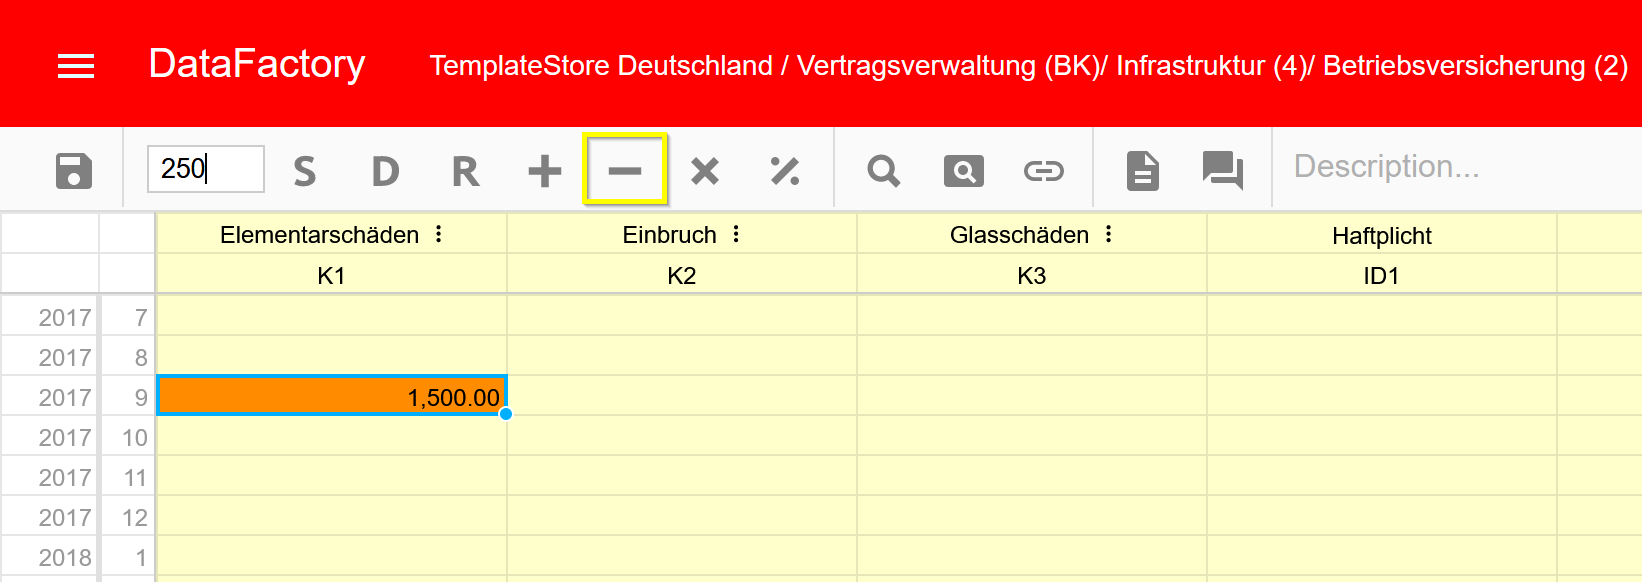 DataFactory TemplateStore Deutschland / Vertragsverwaltung (BK)/ Infrastruktur (4)/ Betriebsversicherung (2)
250 S D R + − × % Description...
Elementarschäden Einbruch Glasschäden Haftplicht
K1 K2 K3 ID1
2017 7
2017 8
2017 9 1,500.00
2017 10
2017 11
2017 12
2018 1